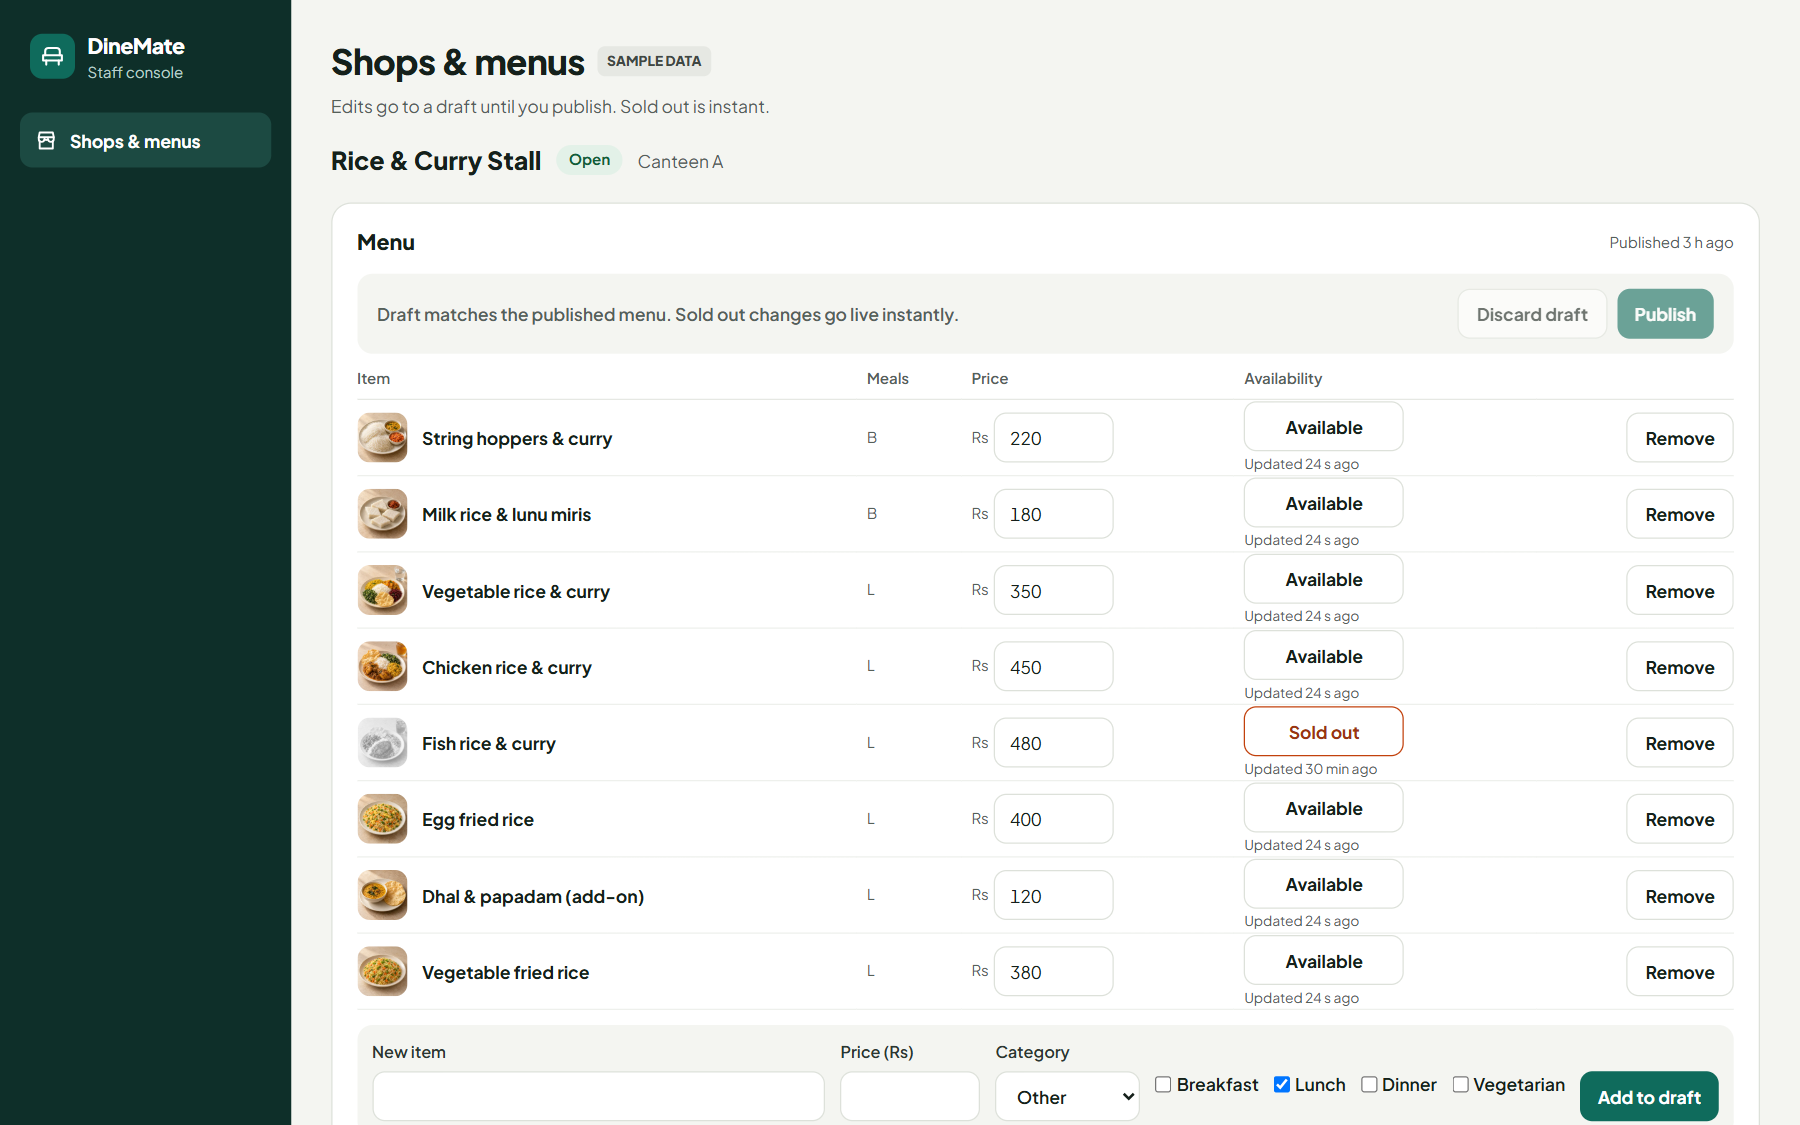 DineMate
Staff console
Shops & menus
Shops & menus SAMPLE DATA
Edits go to a draft until you publish. Sold out is instant.
Rice & Curry Stall Open Canteen A
Menu Published 3 h ago
Draft matches the published menu. Sold out changes go live instantly. Discard draft Publish
Item Meals Price Availability
String hoppers & curry B Rs 220 Available Remove
Updated 24 s ago
Milk rice & lunu miris B Rs 180 Available Remove
Updated 24 s ago
Vegetable rice & curry L Rs 350 Available Remove
Updated 24 s ago
Chicken rice & curry L Rs 450 Available Remove
Updated 24 s ago
Fish rice & curry L Rs 480 Sold out Remove
Updated 30 min ago
Egg fried rice L Rs 400 Available Remove
Updated 24 s ago
Dhal & papadam (add-on) L Rs 120 Available Remove
Updated 24 s ago
Vegetable fried rice L Rs 380 Available Remove
Updated 24 s ago
New item Price (Rs) Category
Other Breakfast Lunch Dinner Vegetarian Add to draft